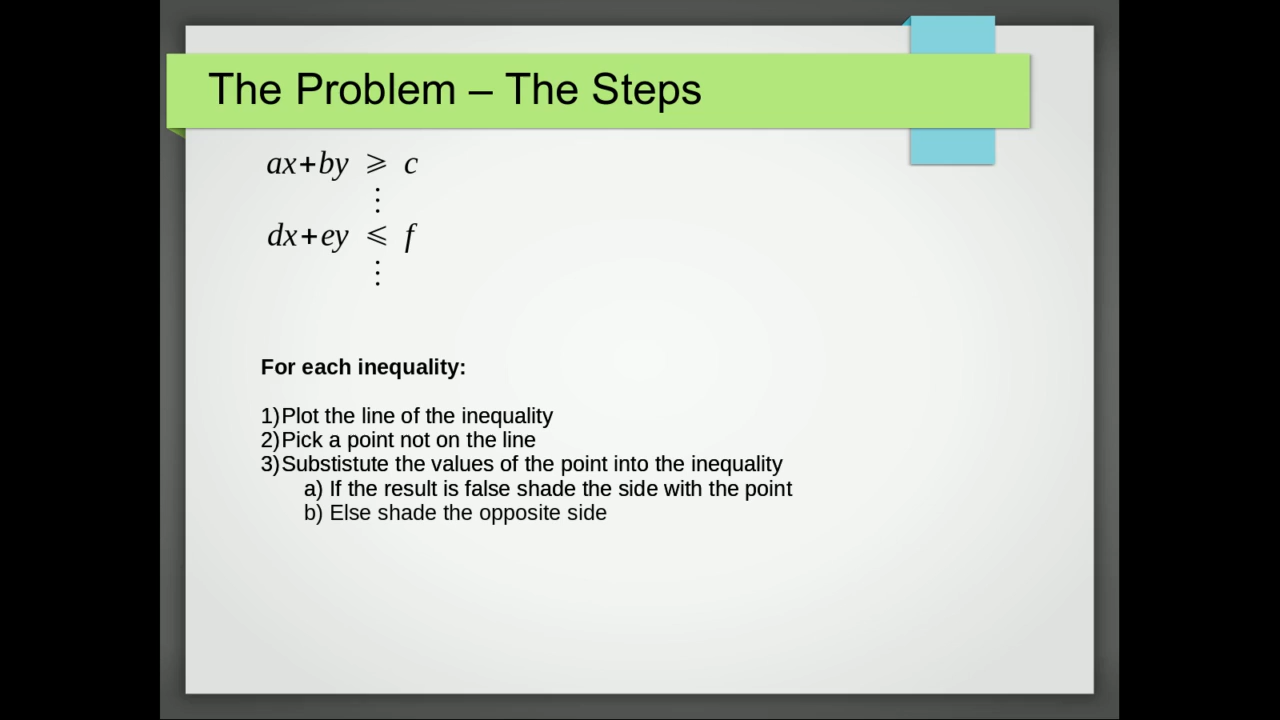 The Problem – The Steps
ax+by ⩾ c
⋮
dx+ey ⩽ f
⋮
For each inequality:
1)Plot the line of the inequality
2)Pick a point not on the line
3)Substistute the values of the point into the inequality
a) If the result is false shade the side with the point
b) Else shade the opposite side